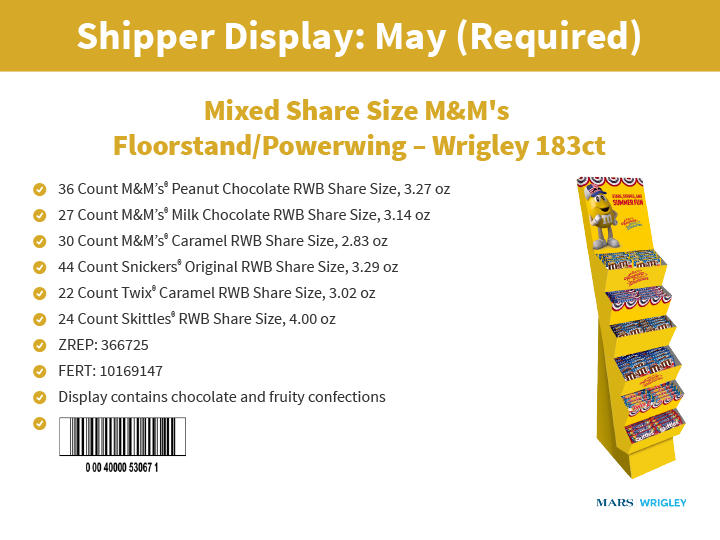 Shipper Display: May (Required)
Mixed Share Size M&M's
Floorstand/Powerwing – Wrigley 183ct
36 Count M&M's® Peanut Chocolate RWB Share Size, 3.27 oz
27 Count M&M's® Milk Chocolate RWB Share Size, 3.14 oz
30 Count M&M's® Caramel RWB Share Size, 2.83 oz
44 Count Snickers® Original RWB Share Size, 3.29 oz
22 Count Twix® Caramel RWB Share Size, 3.02 oz
24 Count Skittles® RWB Share Size, 4.00 oz
ZREP: 366725
FERT: 10169147
Display contains chocolate and fruity confections
0 00 40000 53067 1
SUMMER FUN
MARS WRIGLEY